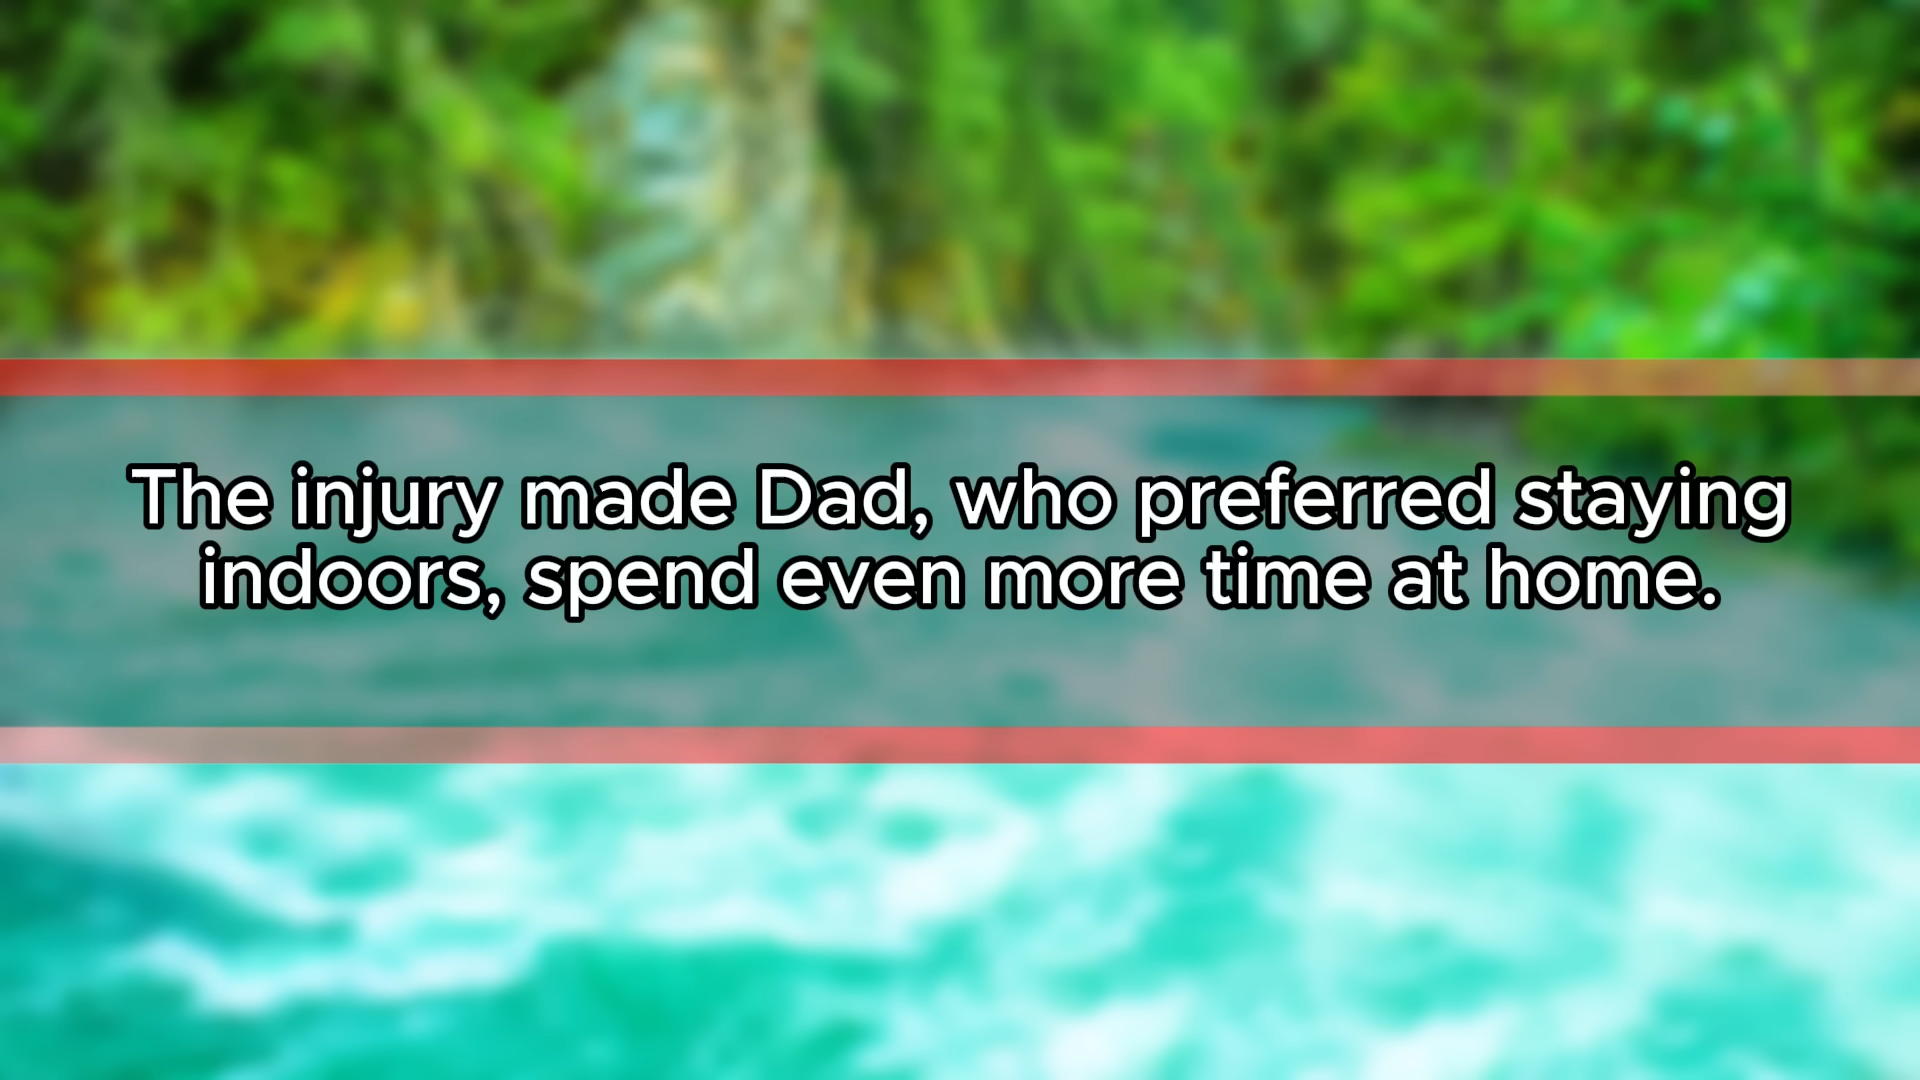 The injury made Dad, who preferred staying
indoors, spend even more time at home.